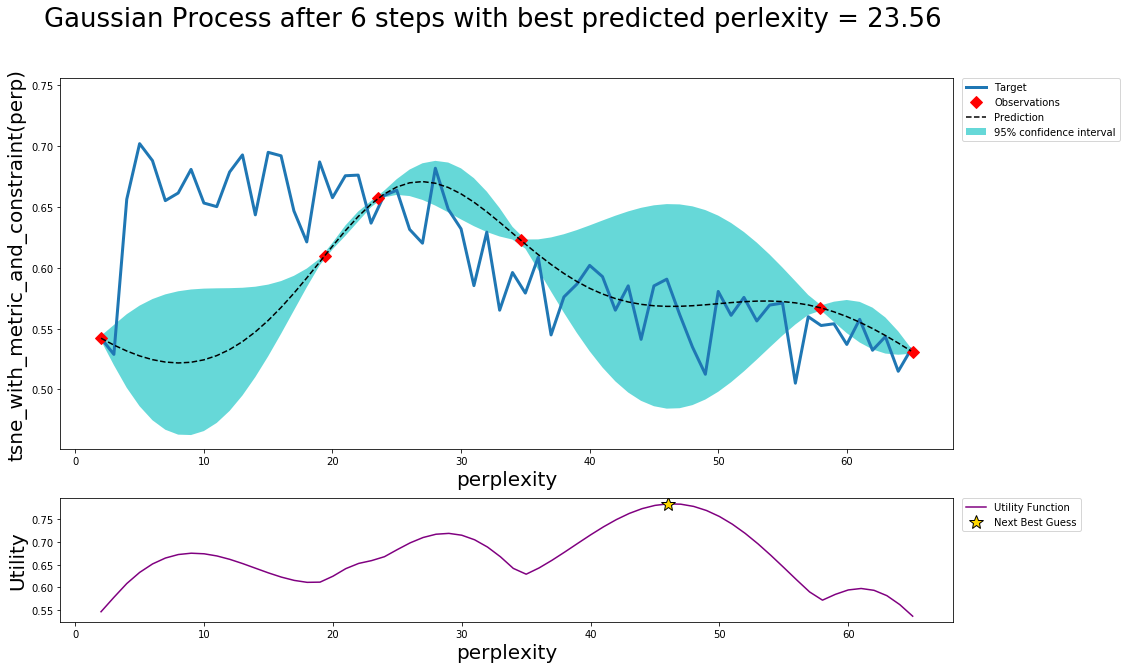 Gaussian Process after 6 steps with best predicted perlexity = 23.56
tsne_with_metric_and_constraint(perp)
0.75
0.70
0.65
0.60
0.55
0.50
0 10 20 30 40 50 60
perplexity
Target
Observations
Prediction
95% confidence interval
Utility
0.75
0.70
0.65
0.60
0.55
0 10 20 30 40 50 60
perplexity
Utility Function
Next Best Guess